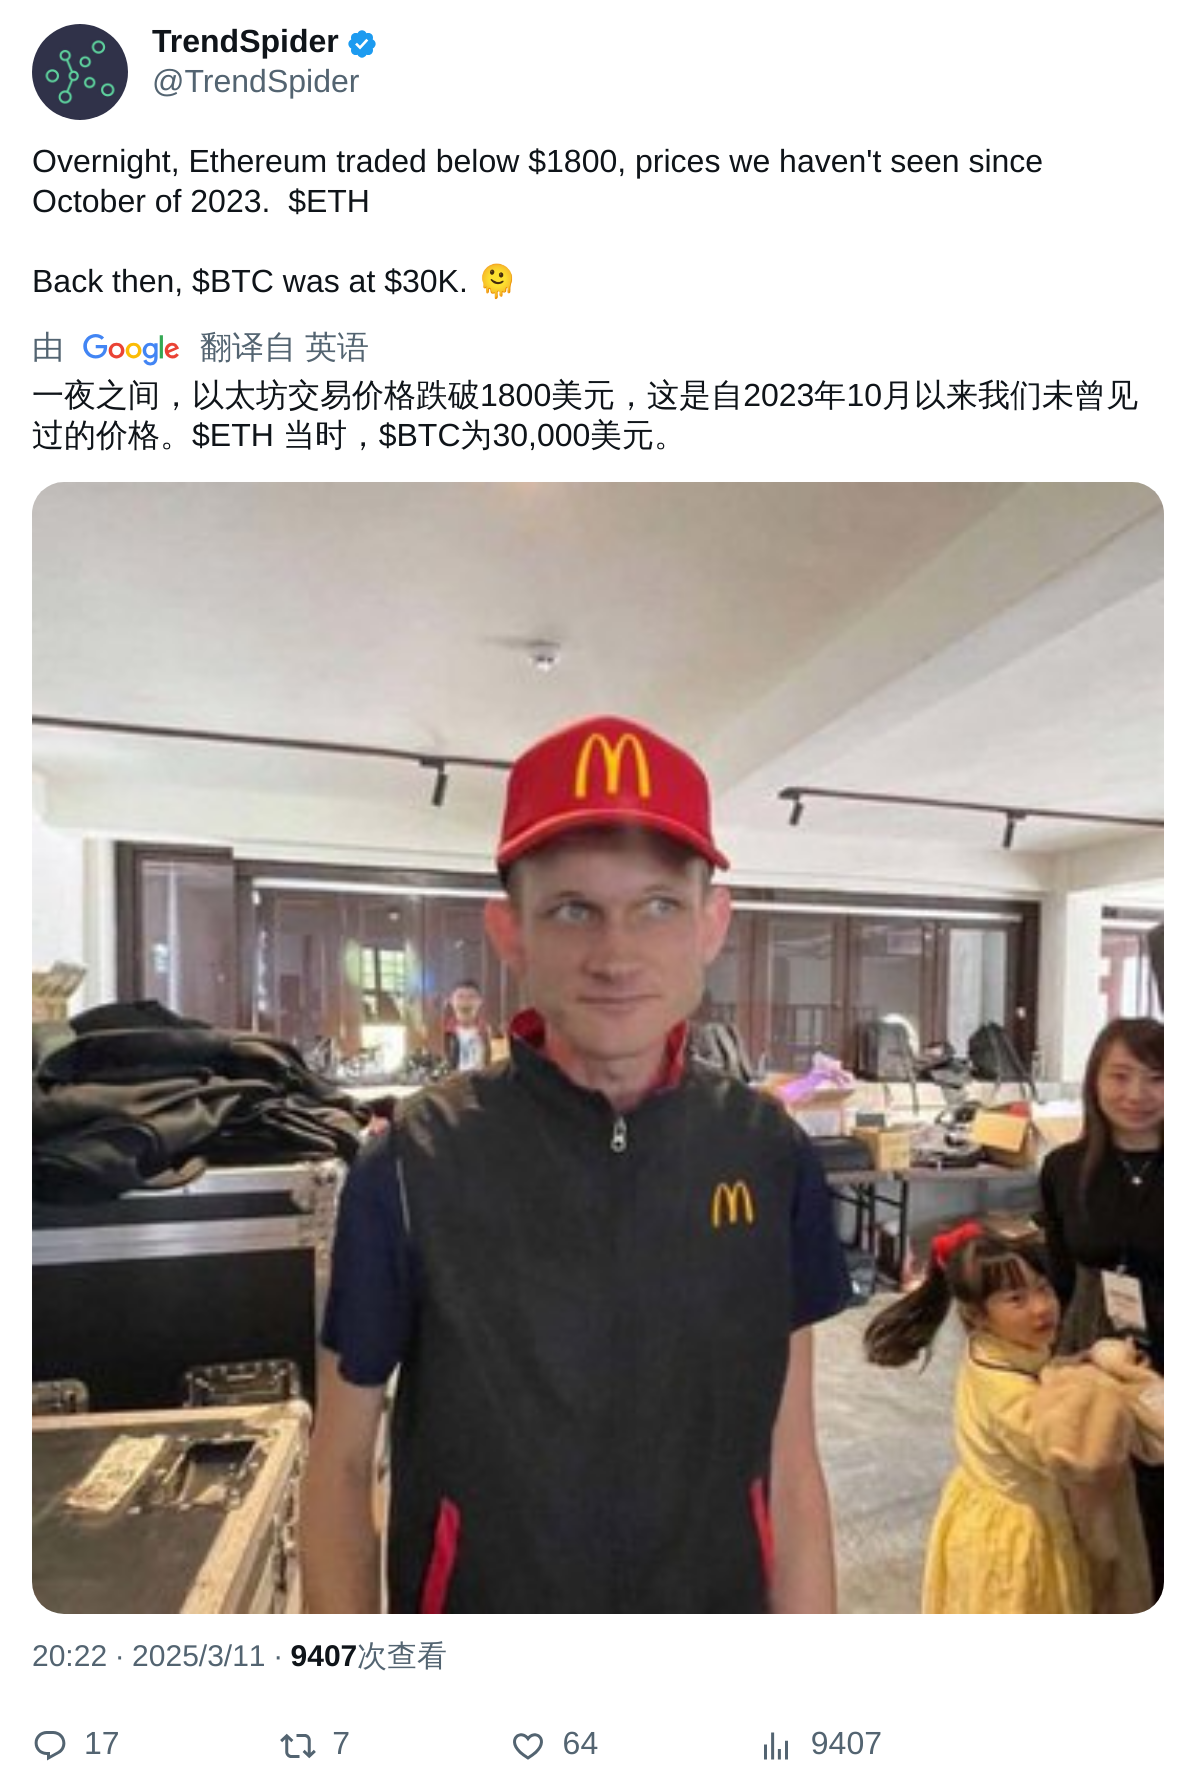 TrendSpider
@TrendSpider
Overnight, Ethereum traded below $1800, prices we haven't seen since
October of 2023.  $ETH
Back then, $BTC was at $30K. 🫠
由 Google 翻译自 英语
一夜之间，以太坊交易价格跌破1800美元，这是自2023年10月以来我们未曾见
过的价格。$ETH 当时，$BTC为30,000美元。
20:22 · 2025/3/11 · 9407次查看
17 7 64 9407